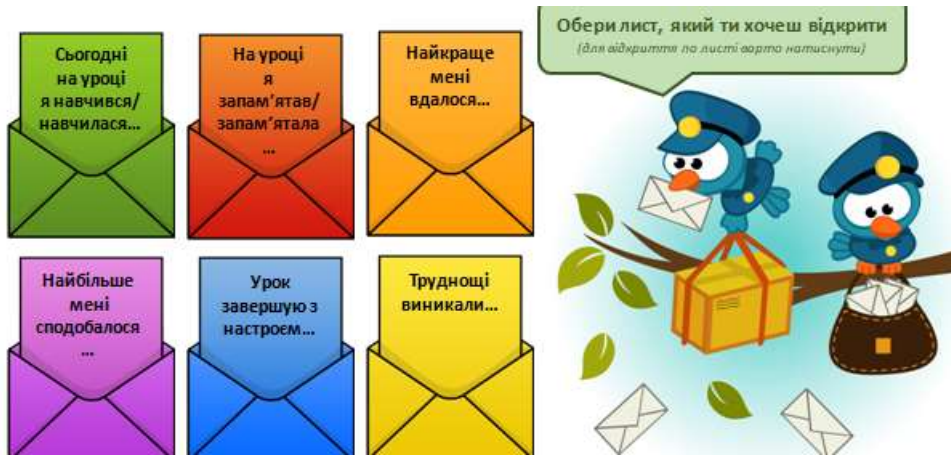 Сьогодні
на уроці
я навчився/
навчилася...
На уроці
я
запам'ятав/
запам'ятала
...
Найкраще
мені
вдалося...
Обери лист, який ти хочеш відкрити
(для відкриття по листі варто натиснути)
Найбільше
мені
сподобалося
...
Урок
завершую з
настроєм...
Труднощі
виникали...